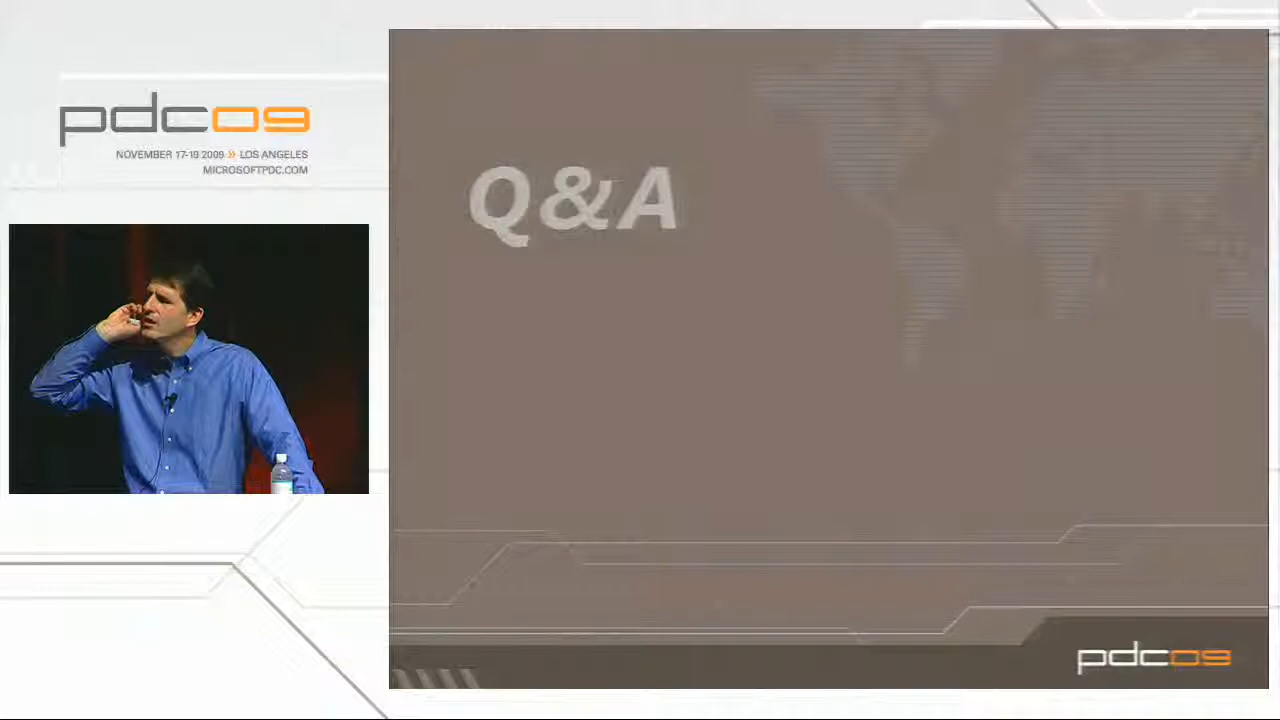 pdc09
NOVEMBER 17-19 2009 » LOS ANGELES
MICROSOFTPDC.COM
Q&A
pdc09